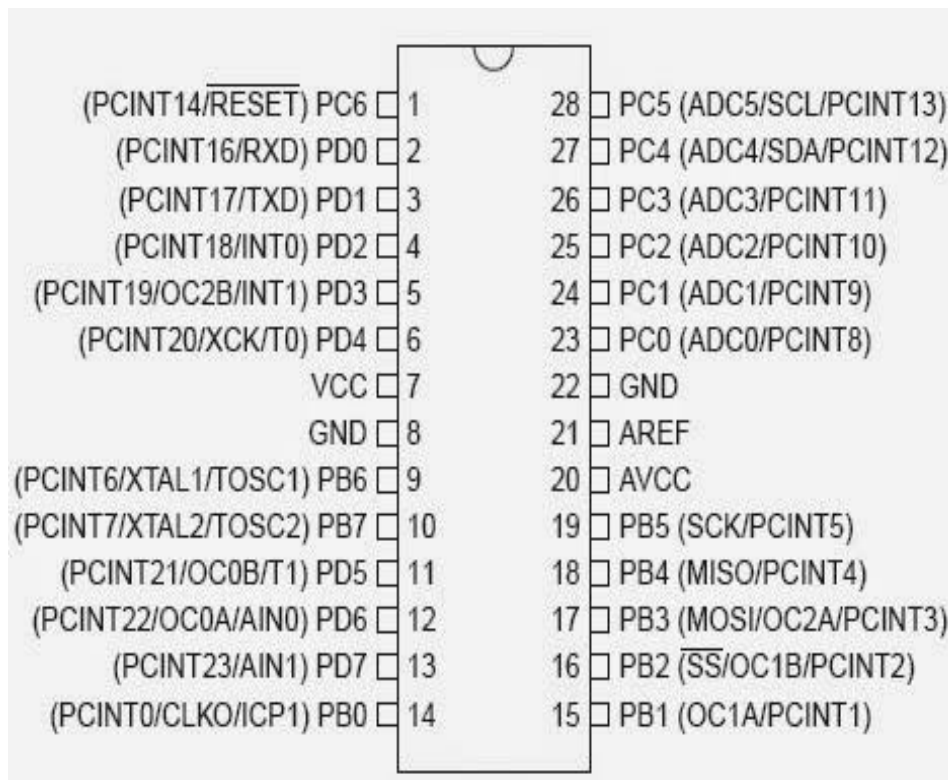 (PCINT14/RESET) PC6 1 28 PC5 (ADC5/SCL/PCINT13)
(PCINT16/RXD) PD0 2 27 PC4 (ADC4/SDA/PCINT12)
(PCINT17/TXD) PD1 3 26 PC3 (ADC3/PCINT11)
(PCINT18/INT0) PD2 4 25 PC2 (ADC2/PCINT10)
(PCINT19/OC2B/INT1) PD3 5 24 PC1 (ADC1/PCINT9)
(PCINT20/XCK/T0) PD4 6 23 PC0 (ADC0/PCINT8)
VCC 7 22 GND
GND 8 21 AREF
(PCINT6/XTAL1/TOSC1) PB6 9 20 AVCC
(PCINT7/XTAL2/TOSC2) PB7 10 19 PB5 (SCK/PCINT5)
(PCINT21/OC0B/T1) PD5 11 18 PB4 (MISO/PCINT4)
(PCINT22/OC0A/AIN0) PD6 12 17 PB3 (MOSI/OC2A/PCINT3)
(PCINT23/AIN1) PD7 13 16 PB2 (SS/OC1B/PCINT2)
(PCINT0/CLKO/ICP1) PB0 14 15 PB1 (OC1A/PCINT1)